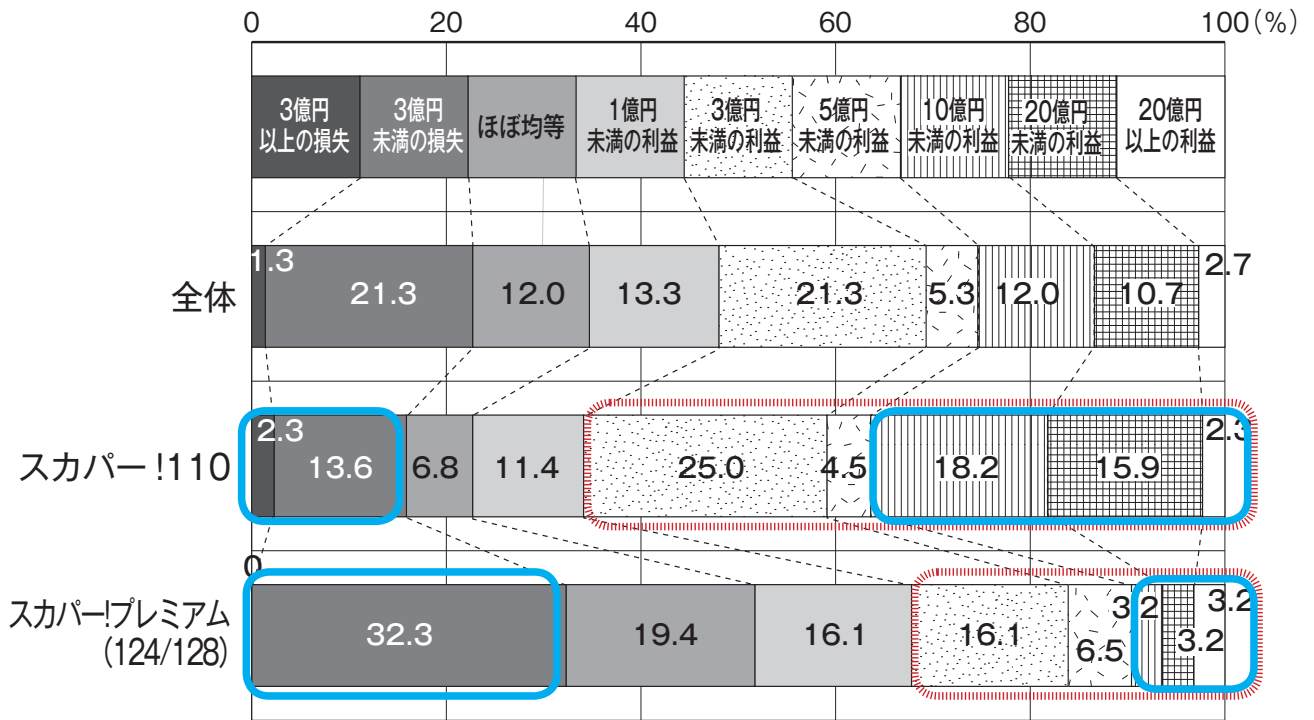 0 20 40 60 80 100(%)
3億円
以上の損失
3億円
未満の損失
ほぼ均等
1億円
未満の利益
3億円
未満の利益
5億円
未満の利益
10億円
未満の利益
20億円
未満の利益
20億円
以上の利益
全体
1.3 21.3 12.0 13.3 21.3 5.3 12.0 10.7 2.7
スカパー!110
2.3 13.6 6.8 11.4 25.0 4.5 18.2 15.9 2.3
スカパー!プレミアム
(124/128)
0 32.3 19.4 16.1 16.1 6.5 3.2 3.2 3.2